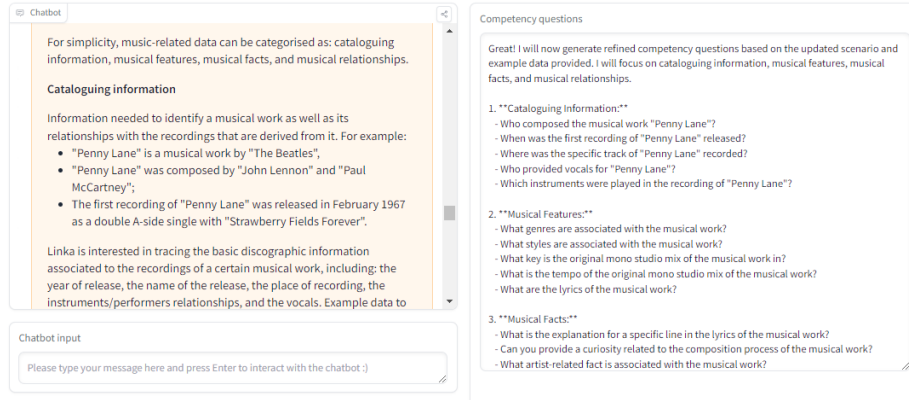 Chatbot
For simplicity, music-related data can be categorised as: cataloguing
information, musical features, musical facts, and musical relationships.
Cataloguing information
Information needed to identify a musical work as well as its
relationships with the recordings that are derived from it. For example:
• "Penny Lane" is a musical work by "The Beatles",
• "Penny Lane" was composed by "John Lennon" and "Paul
McCartney";
• The first recording of "Penny Lane" was released in February 1967
as a double A-side single with "Strawberry Fields Forever".
Linka is interested in tracing the basic discographic information
associated to the recordings of a certain musical work, including: the
year of release, the name of the release, the place of recording, the
instruments/performers relationships, and the vocals. Example data to
Chatbot input
Please type your message here and press Enter to interact with the chatbot :)
Competency questions
Great! I will now generate refined competency questions based on the updated scenario and
example data provided. I will focus on cataloguing information, musical features, musical
facts, and musical relationships.
1. **Cataloguing Information:**
- Who composed the musical work "Penny Lane"?
- When was the first recording of "Penny Lane" released?
- Where was the specific track of "Penny Lane" recorded?
- Who provided vocals for "Penny Lane"?
- Which instruments were played in the recording of "Penny Lane"?
2. **Musical Features:**
- What genres are associated with the musical work?
- What styles are associated with the musical work?
- What key is the original mono studio mix of the musical work in?
- What is the tempo of the original mono studio mix of the musical work?
- What are the lyrics of the musical work?
3. **Musical Facts:**
- What is the explanation for a specific line in the lyrics of the musical work?
- Can you provide a curiosity related to the composition process of the musical work?
- What artist-related fact is associated with the musical work?